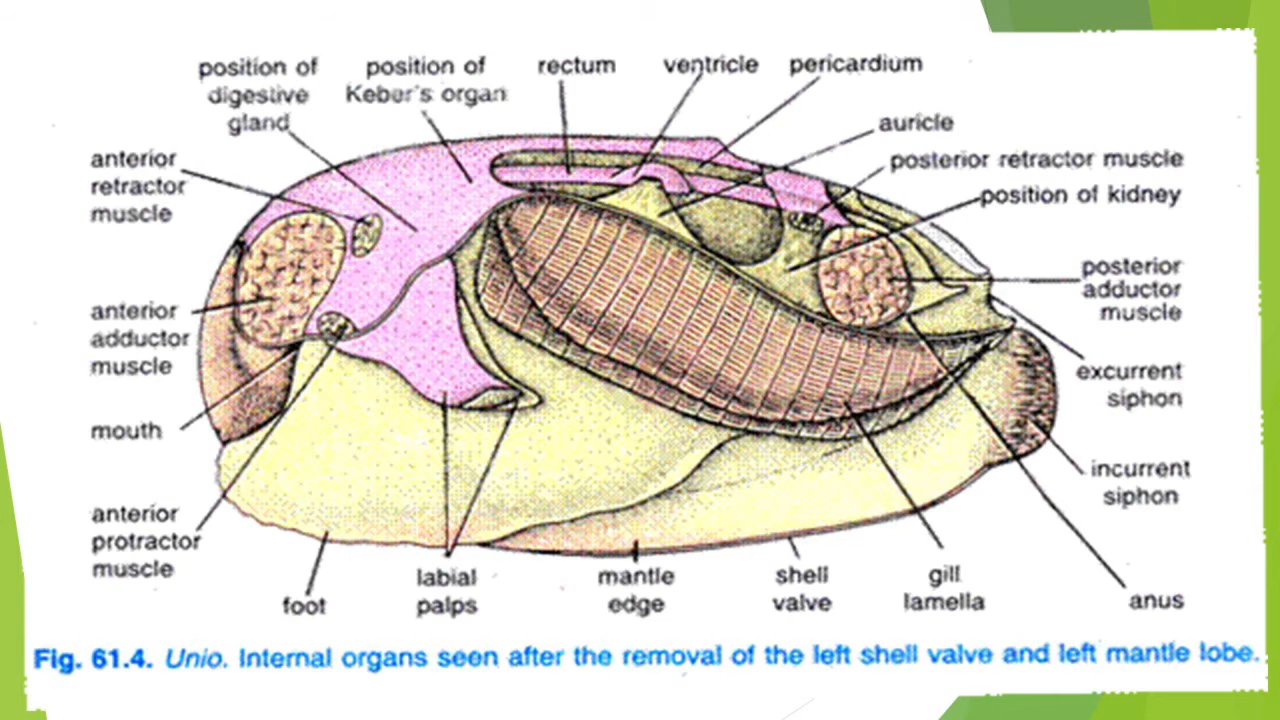 position of
digestive
gland
position of
Keber's organ
rectum
ventricle
pericardium
auricle
posterior retractor muscle
position of kidney
anterior
retractor
muscle
posterior
adductor
muscle
anterior
adductor
muscle
excurrent
siphon
mouth
incurrent
siphon
anterior
protractor
muscle
foot
labial
palps
mantle
edge
shell
valve
gill
lamella
anus
Fig. 61.4. Unio. Internal organs seen after the removal of the left shell valve and left mantle lobe.